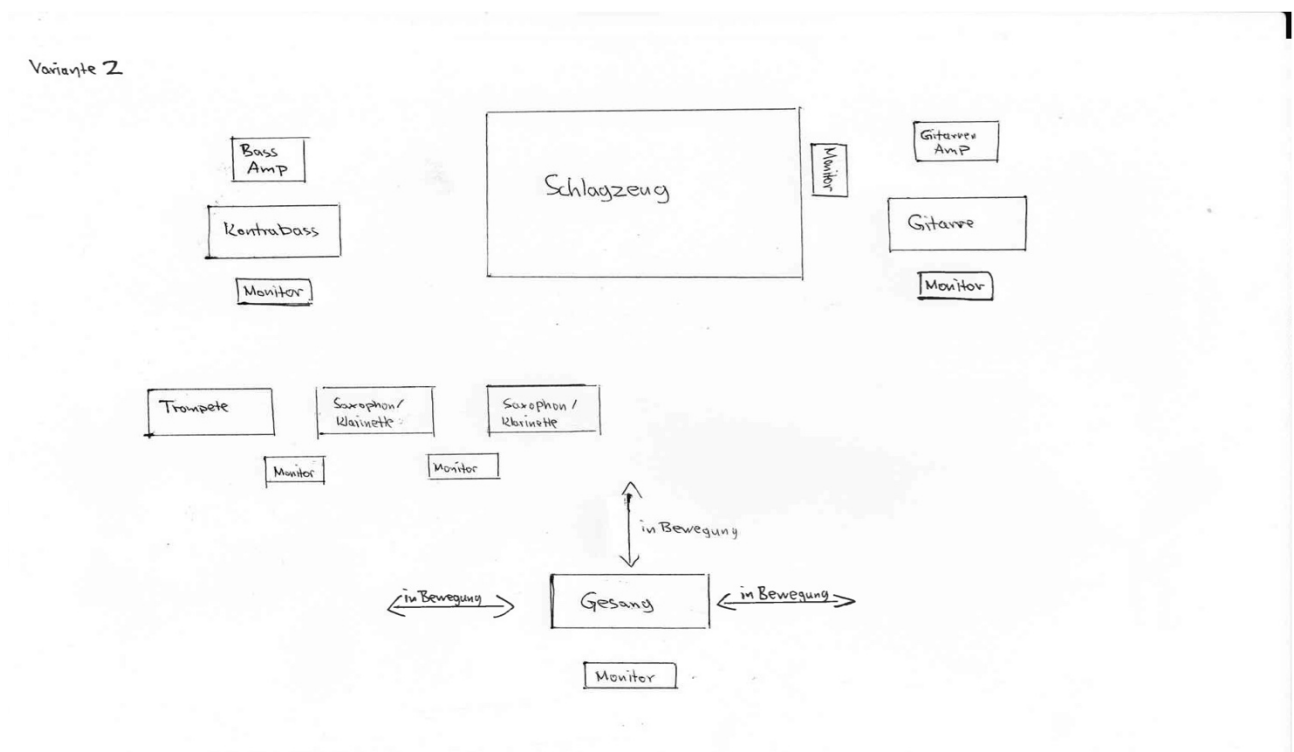 Variante 2
Bass
Amp
Schlagzeug
Monitor
Gitarren
Amp
Kontrabass
Gitarre
Monitor
Monitor
Trompete
Saxophon/
Klarinette
Saxophon/
Klarinette
Monitor
Monitor
in Bewegung
in Bewegung
Gesang
in Bewegung
Monitor